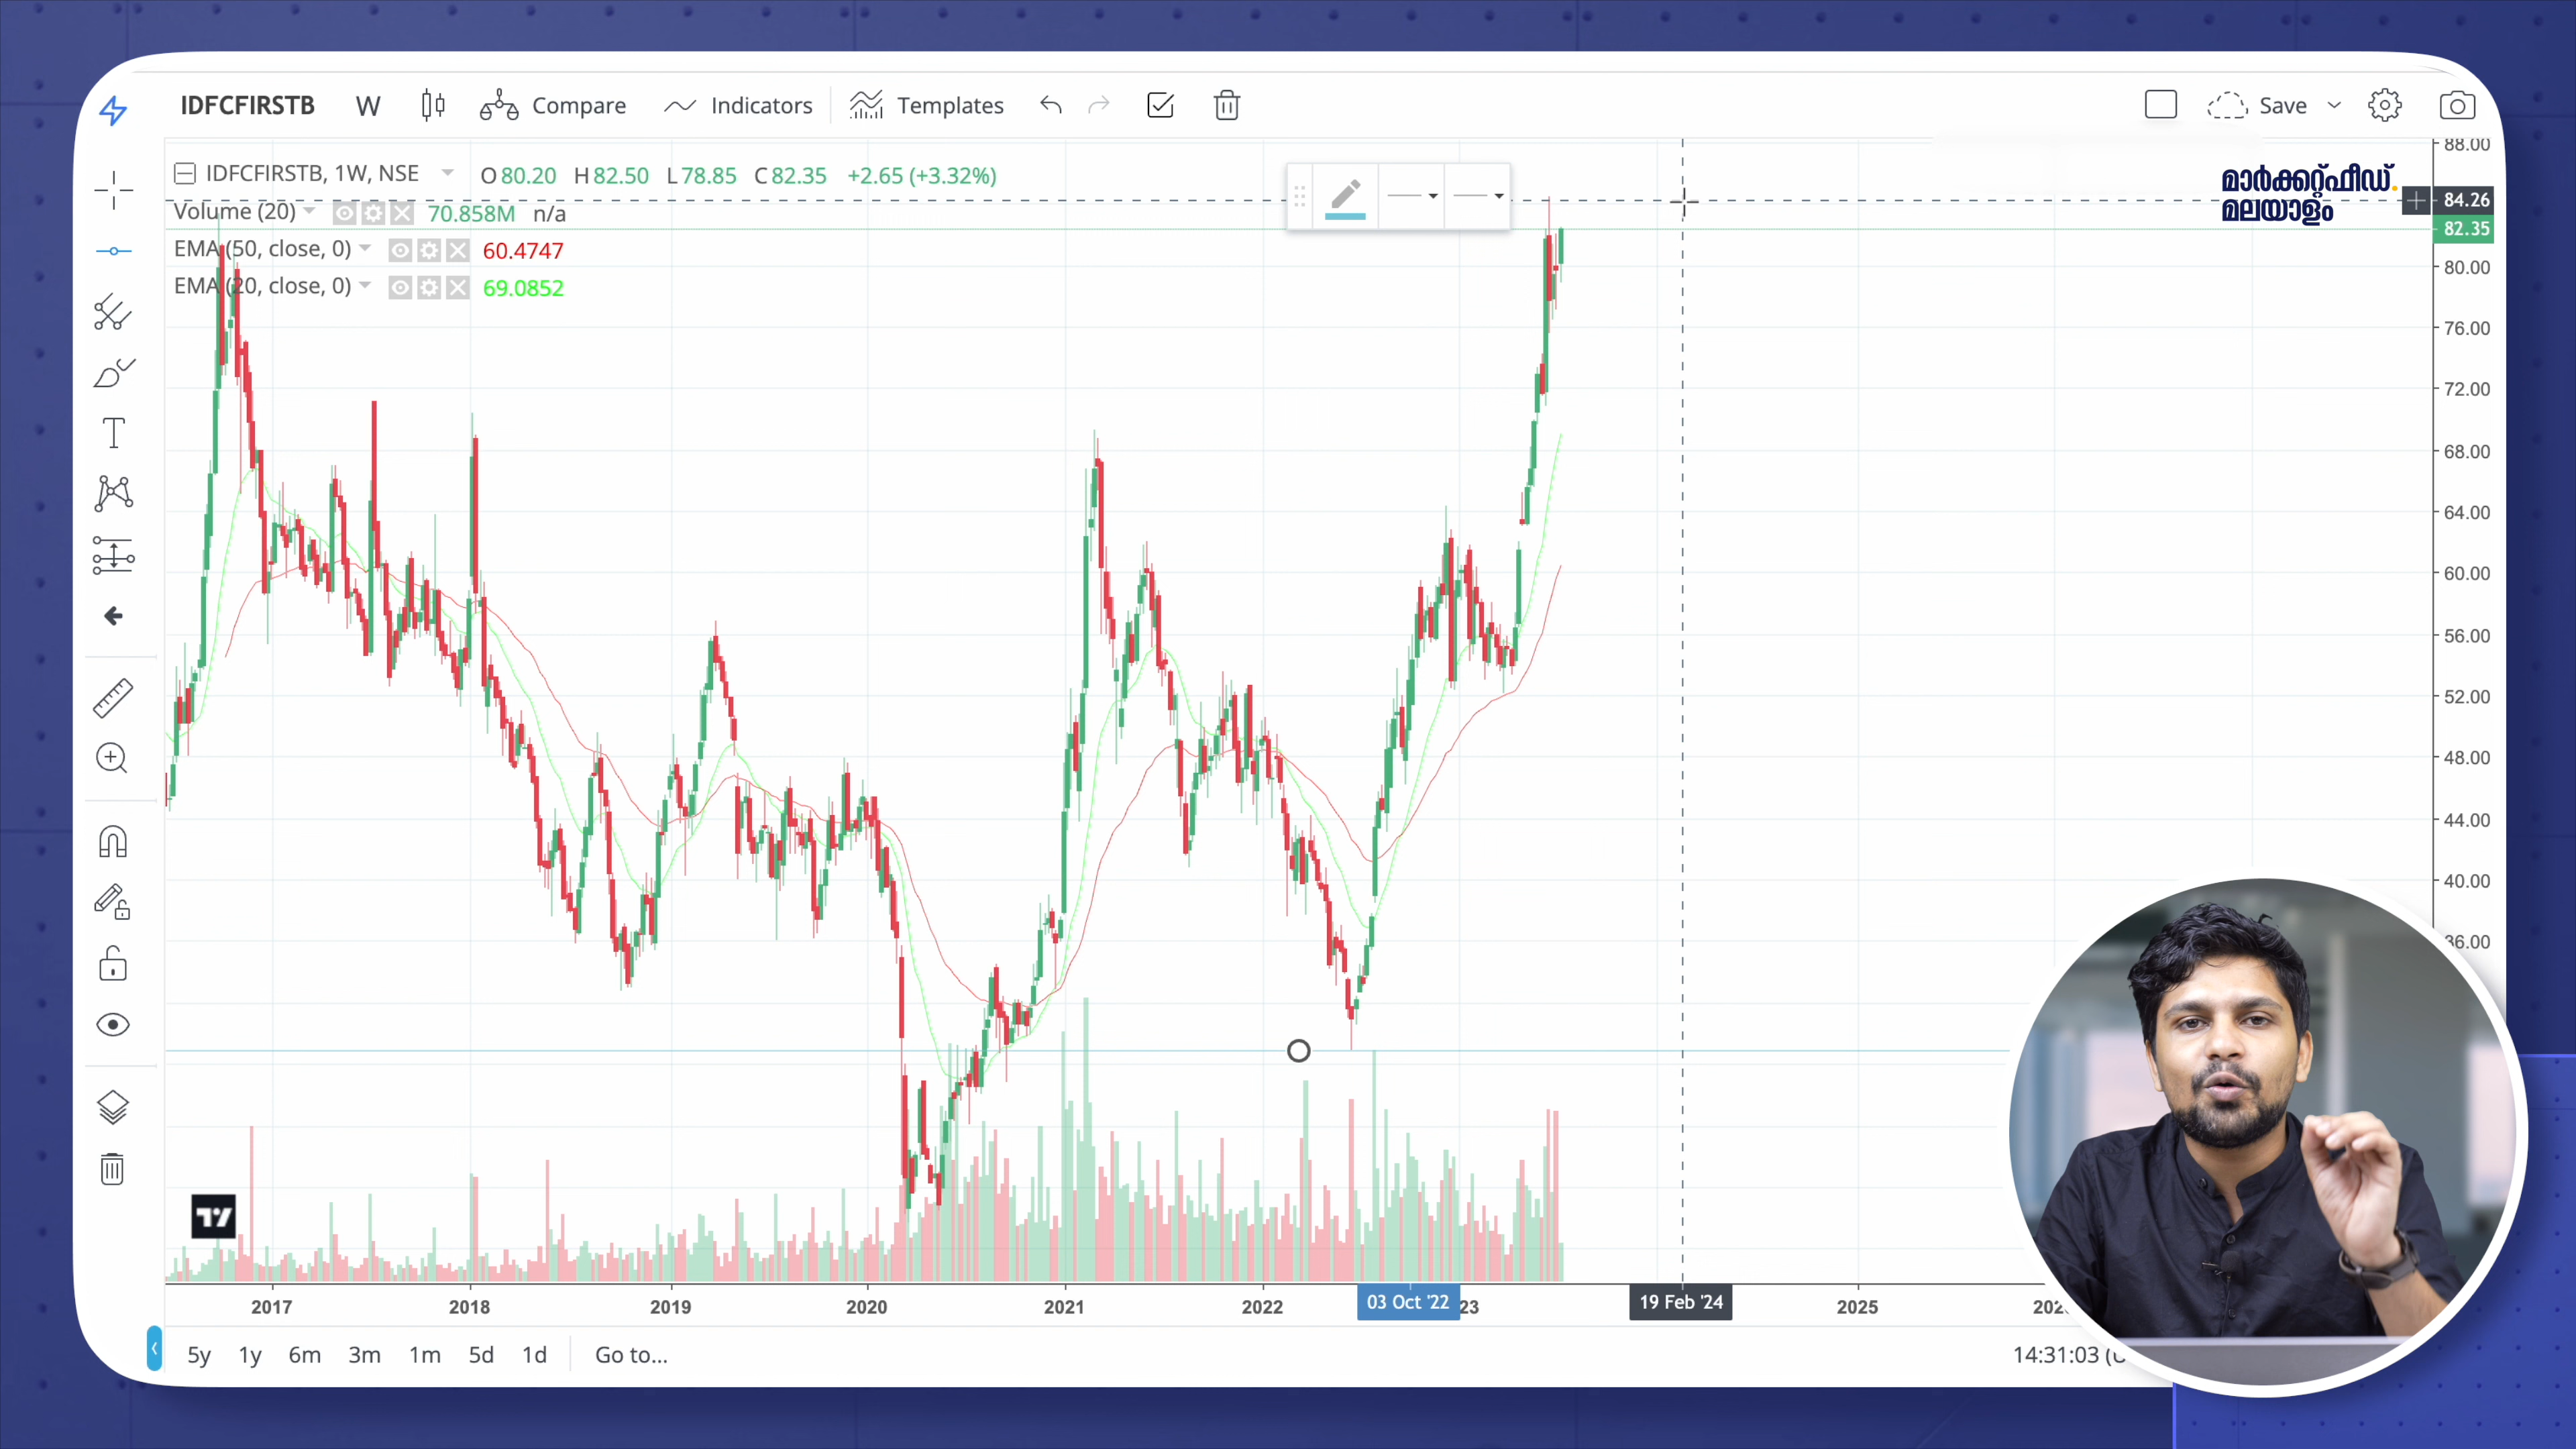 IDFCFIRSTB W Compare Indicators Templates Save
IDFCFIRSTB, 1W, NSE O80.20 H82.50 L78.85 C82.35 +2.65 (+3.32%)
Volume (20) 70.858M n/a
EMA (50, close, 0) 60.4747
EMA (20, close, 0) 69.0852
മാർക്കറ്റ്ഫീഡ്.
മലയാളം
88.00
84.26
82.35
80.00
76.00
72.00
68.00
64.00
60.00
56.00
52.00
48.00
44.00
40.00
36.00
2017 2018 2019 2020 2021 2022 03 Oct '22 23 19 Feb '24 2025
5y 1y 6m 3m 1m 5d 1d Go to... 14:31:03